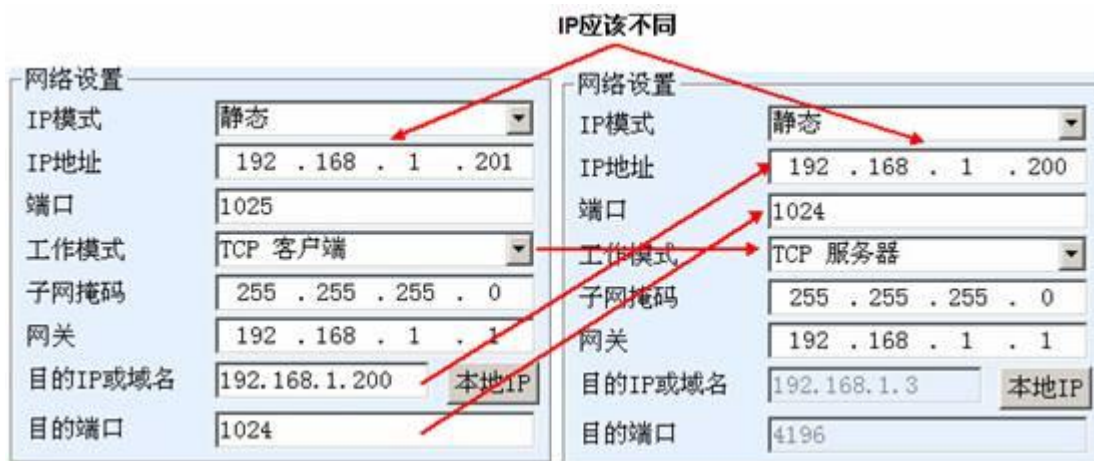 IP应该不同
网络设置
IP模式 静态
IP地址 192 . 168 . 1 . 201
端口 1025
工作模式 TCP 客户端
子网掩码 255 . 255 . 255 . 0
网关 192 . 168 . 1 . 1
目的IP或域名 192.168.1.200 本地IP
目的端口 1024
网络设置
IP模式 静态
IP地址 192 . 168 . 1 . 200
端口 1024
工作模式 TCP 服务器
子网掩码 255 . 255 . 255 . 0
网关 192 . 168 . 1 . 1
目的IP或域名 192.168.1.3 本地IP
目的端口 4196